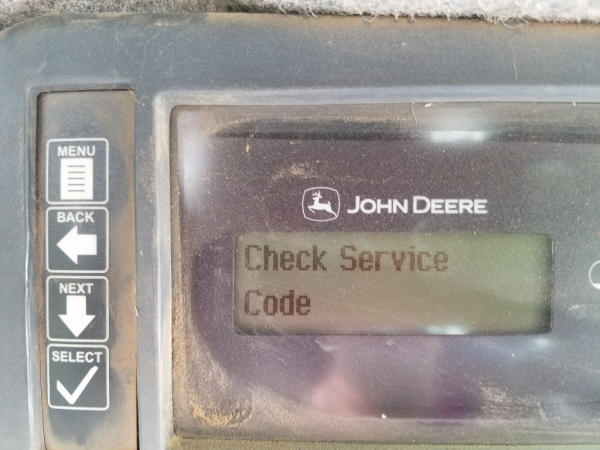 MENU
BACK
NEXT
SELECT
JOHN DEERE
Check Service
Code